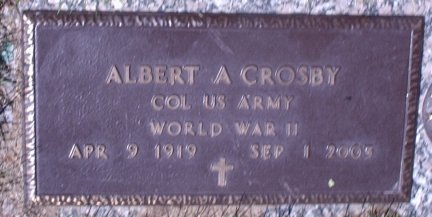 ALBERT A CROSBY
COL US ARMY
WORLD WAR II
APR 9 1919 SEP 1 2005